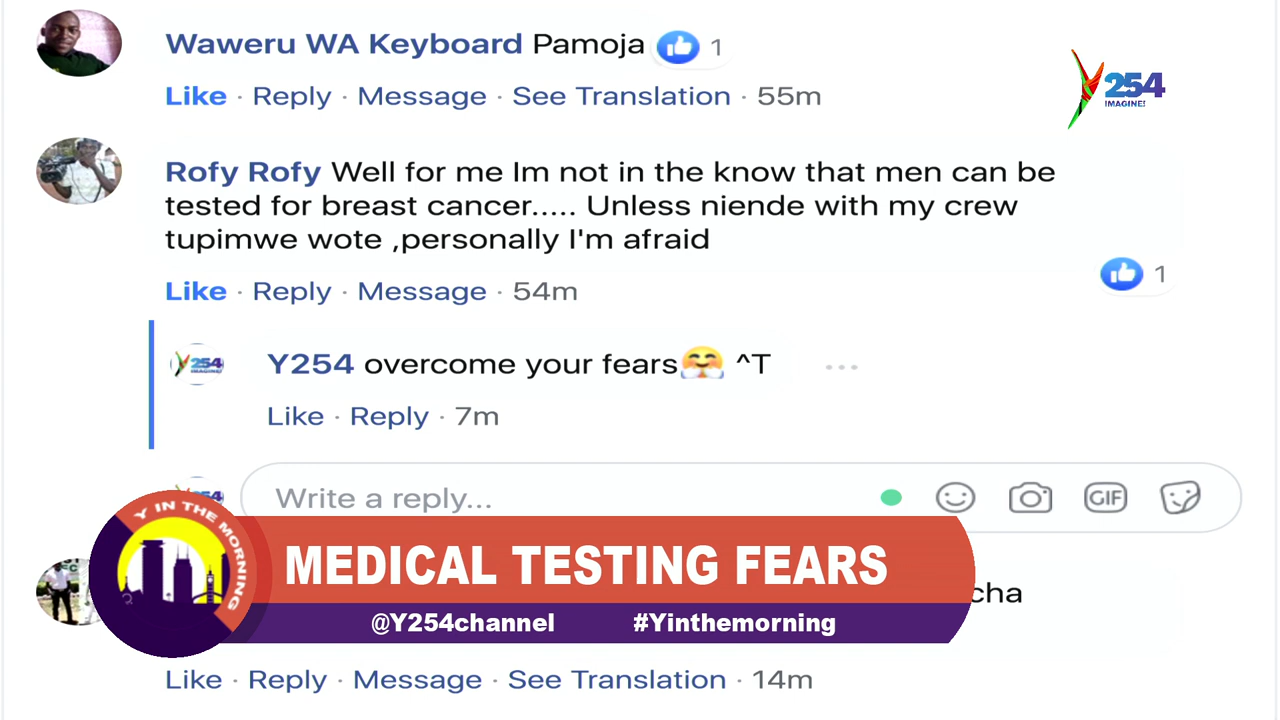 Waweru WA Keyboard Pamoja 1
Like · Reply · Message · See Translation · 55m
Y254
IMAGINE!
Rofy Rofy Well for me Im not in the know that men can be
tested for breast cancer..... Unless niende with my crew
tupimwe wote ,personally I'm afraid
1
Like · Reply · Message · 54m
Y254
IMAGINE!
Y254 overcome your fears🤗 ^T
Like · Reply · 7m
Write a reply...
GIF
Y IN THE MORNING
MEDICAL TESTING FEARS
cha
@Y254channel #Yinthemorning
Like · Reply · Message · See Translation · 14m